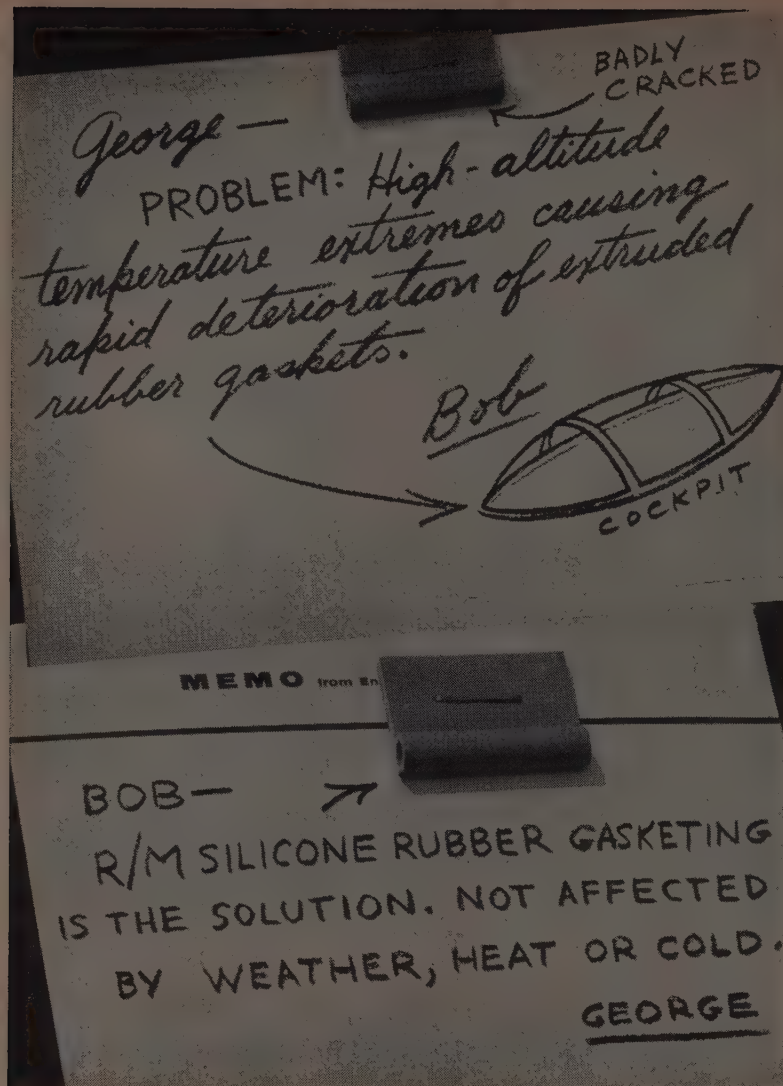 BADLY
CRACKED
George —
PROBLEM: High-altitude
temperature extremes causing
rapid deterioration of extruded
rubber gaskets.
Bob
COCKPIT
MEMO from En
BOB—
R/M SILICONE RUBBER GASKETING
IS THE SOLUTION. NOT AFFECTED
BY WEATHER, HEAT OR COLD.
GEORGE